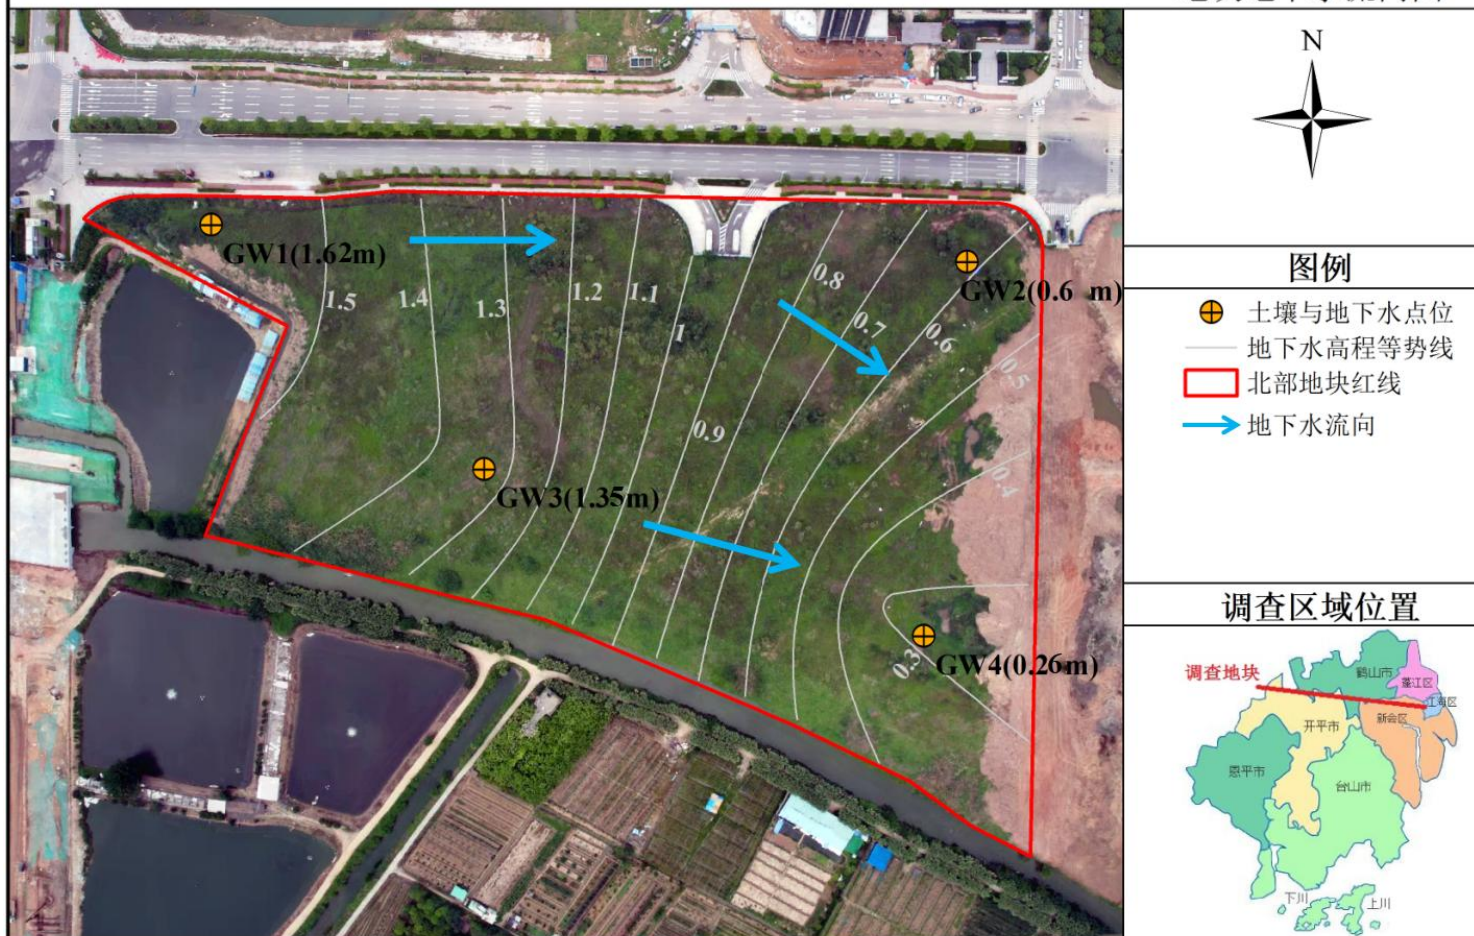 N
图例
土壤与地下水点位
地下水高程等势线
北部地块红线
地下水流向
调查区域位置
调查地块
鹤山市
蓬江区
江海区
新会区
开平市
恩平市
台山市
下川
上川
GW1(1.62m)
GW2(0.6 m)
GW3(1.35m)
GW4(0.26m)
1.5
1.4
1.3
1.2
1.1
1
0.9
0.8
0.7
0.6
0.5
0.4
0.3